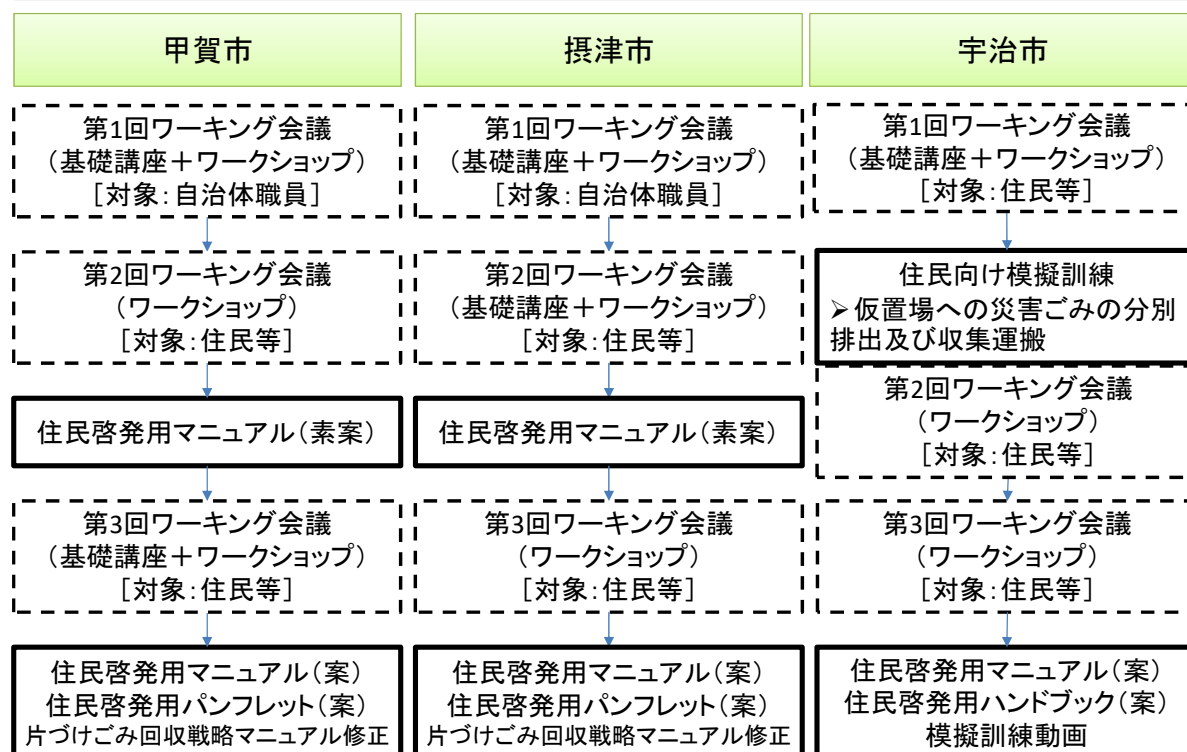 甲賀市
第1回ワーキング会議
(基礎講座+ワークショップ)
[対象:自治体職員]
第2回ワーキング会議
(ワークショップ)
[対象:住民等]
住民啓発用マニュアル(素案)
第3回ワーキング会議
(基礎講座+ワークショップ)
[対象:住民等]
住民啓発用マニュアル(案)
住民啓発用パンフレット(案)
片づけごみ回収戦略マニュアル修正
摂津市
第1回ワーキング会議
(基礎講座+ワークショップ)
[対象:自治体職員]
第2回ワーキング会議
(基礎講座+ワークショップ)
[対象:住民等]
住民啓発用マニュアル(素案)
第3回ワーキング会議
(ワークショップ)
[対象:住民等]
住民啓発用マニュアル(案)
住民啓発用パンフレット(案)
片づけごみ回収戦略マニュアル修正
宇治市
第1回ワーキング会議
(基礎講座+ワークショップ)
[対象:住民等]
住民向け模擬訓練
➢仮置場への災害ごみの分別
排出及び収集運搬
第2回ワーキング会議
(ワークショップ)
[対象:住民等]
第3回ワーキング会議
(ワークショップ)
[対象:住民等]
住民啓発用マニュアル(案)
住民啓発用ハンドブック(案)
模擬訓練動画